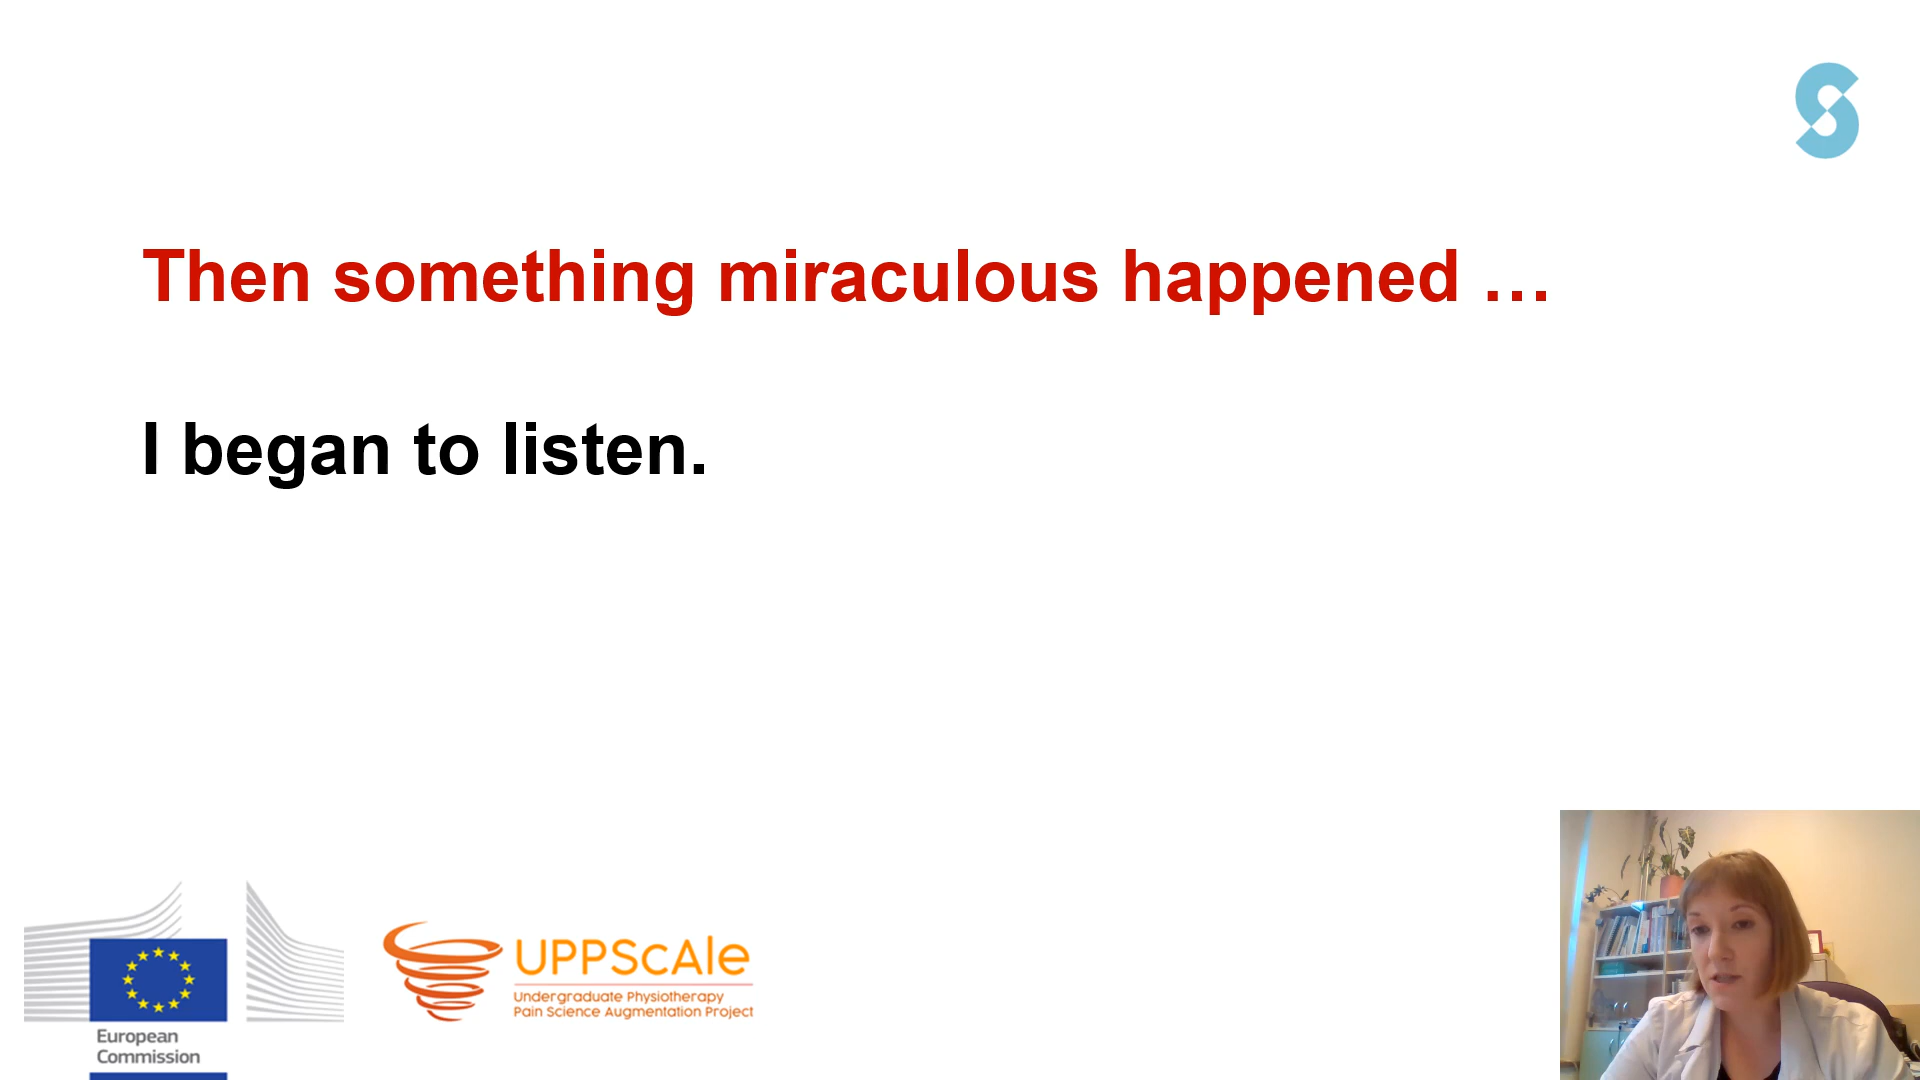 Then something miraculous happened …
I began to listen.
European
Commission
UPPScAle
Undergraduate Physiotherapy
Pain Science Augmentation Project